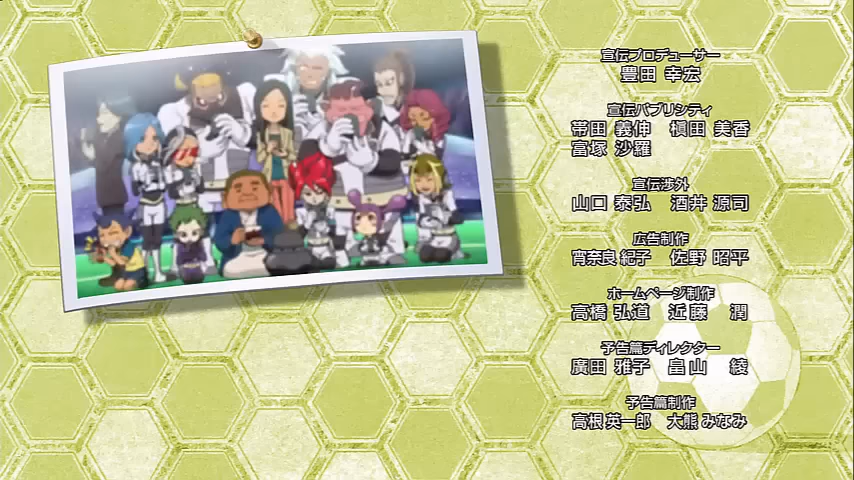 宣伝プロデューサー
豊田 幸宏
宣伝パブリシティ
帯田 義伸 槇田 美香
富塚 沙羅
宣伝渉外
山口 泰弘 酒井 源司
広告制作
宵奈良 紀子 佐野 昭平
ホームページ制作
高橋 弘道 近藤 潤
予告篇ディレクター
廣田 雅子 畠山 綾
予告篇制作
高根 英一郎 大熊 みなみ